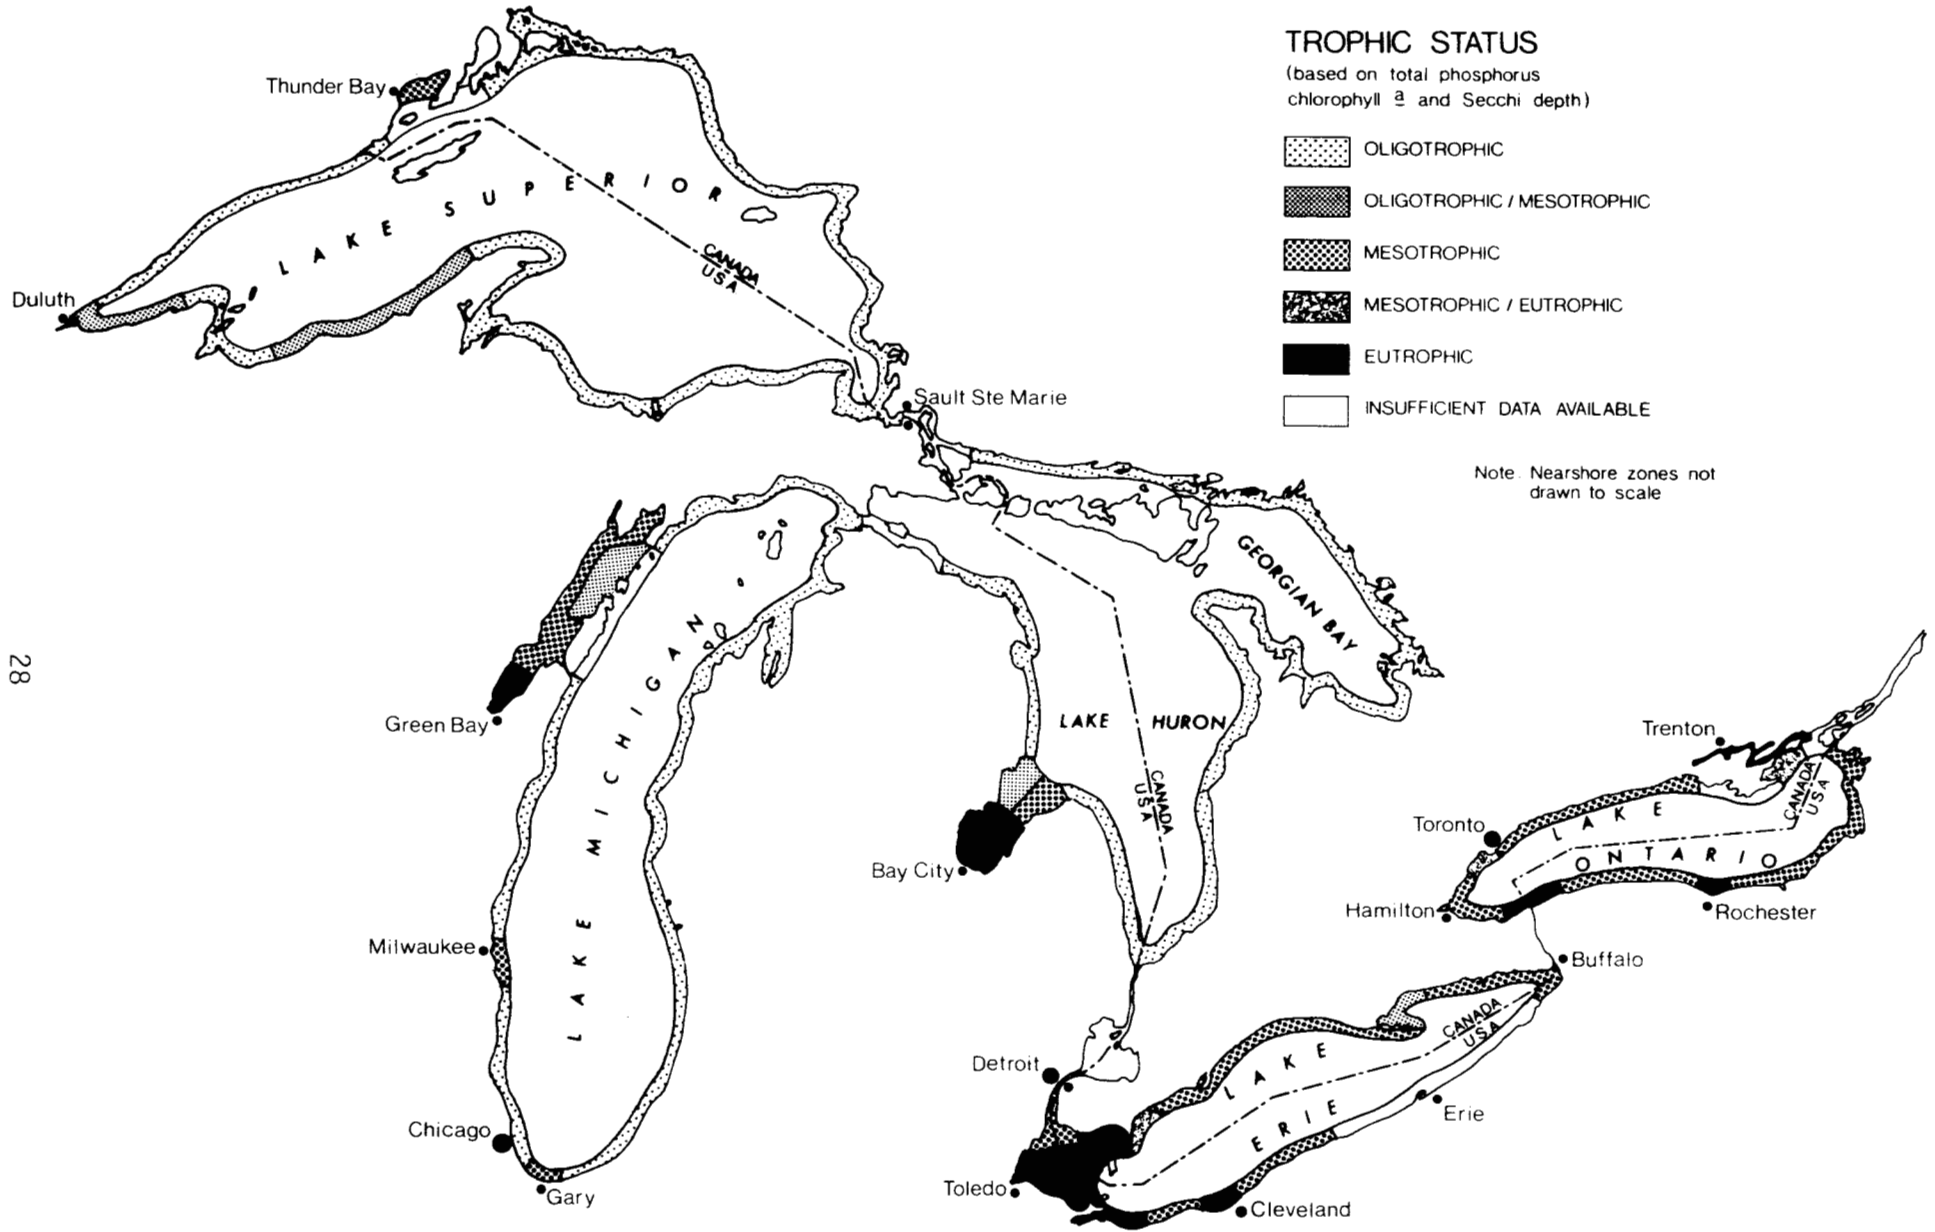 TROPHIC STATUS
(based on total phosphorus
chlorophyll a and Secchi depth)
OLIGOTROPHIC
OLIGOTROPHIC / MESOTROPHIC
MESOTROPHIC
MESOTROPHIC / EUTROPHIC
EUTROPHIC
INSUFFICIENT DATA AVAILABLE
Note. Nearshore zones not
drawn to scale
Thunder Bay
LAKE SUPERIOR
CANADA
USA
Duluth
Sault Ste Marie
GEORGIAN BAY
LAKE MICHIGAN
Green Bay
LAKE HURON
CANADA
USA
Bay City
Milwaukee
Chicago
Gary
Trenton
Toronto
LAKE
ONTARIO
CANADA
USA
Hamilton
Rochester
Buffalo
CANADA
USA
Detroit
LAKE
ERIE
Erie
Toledo
Cleveland
28